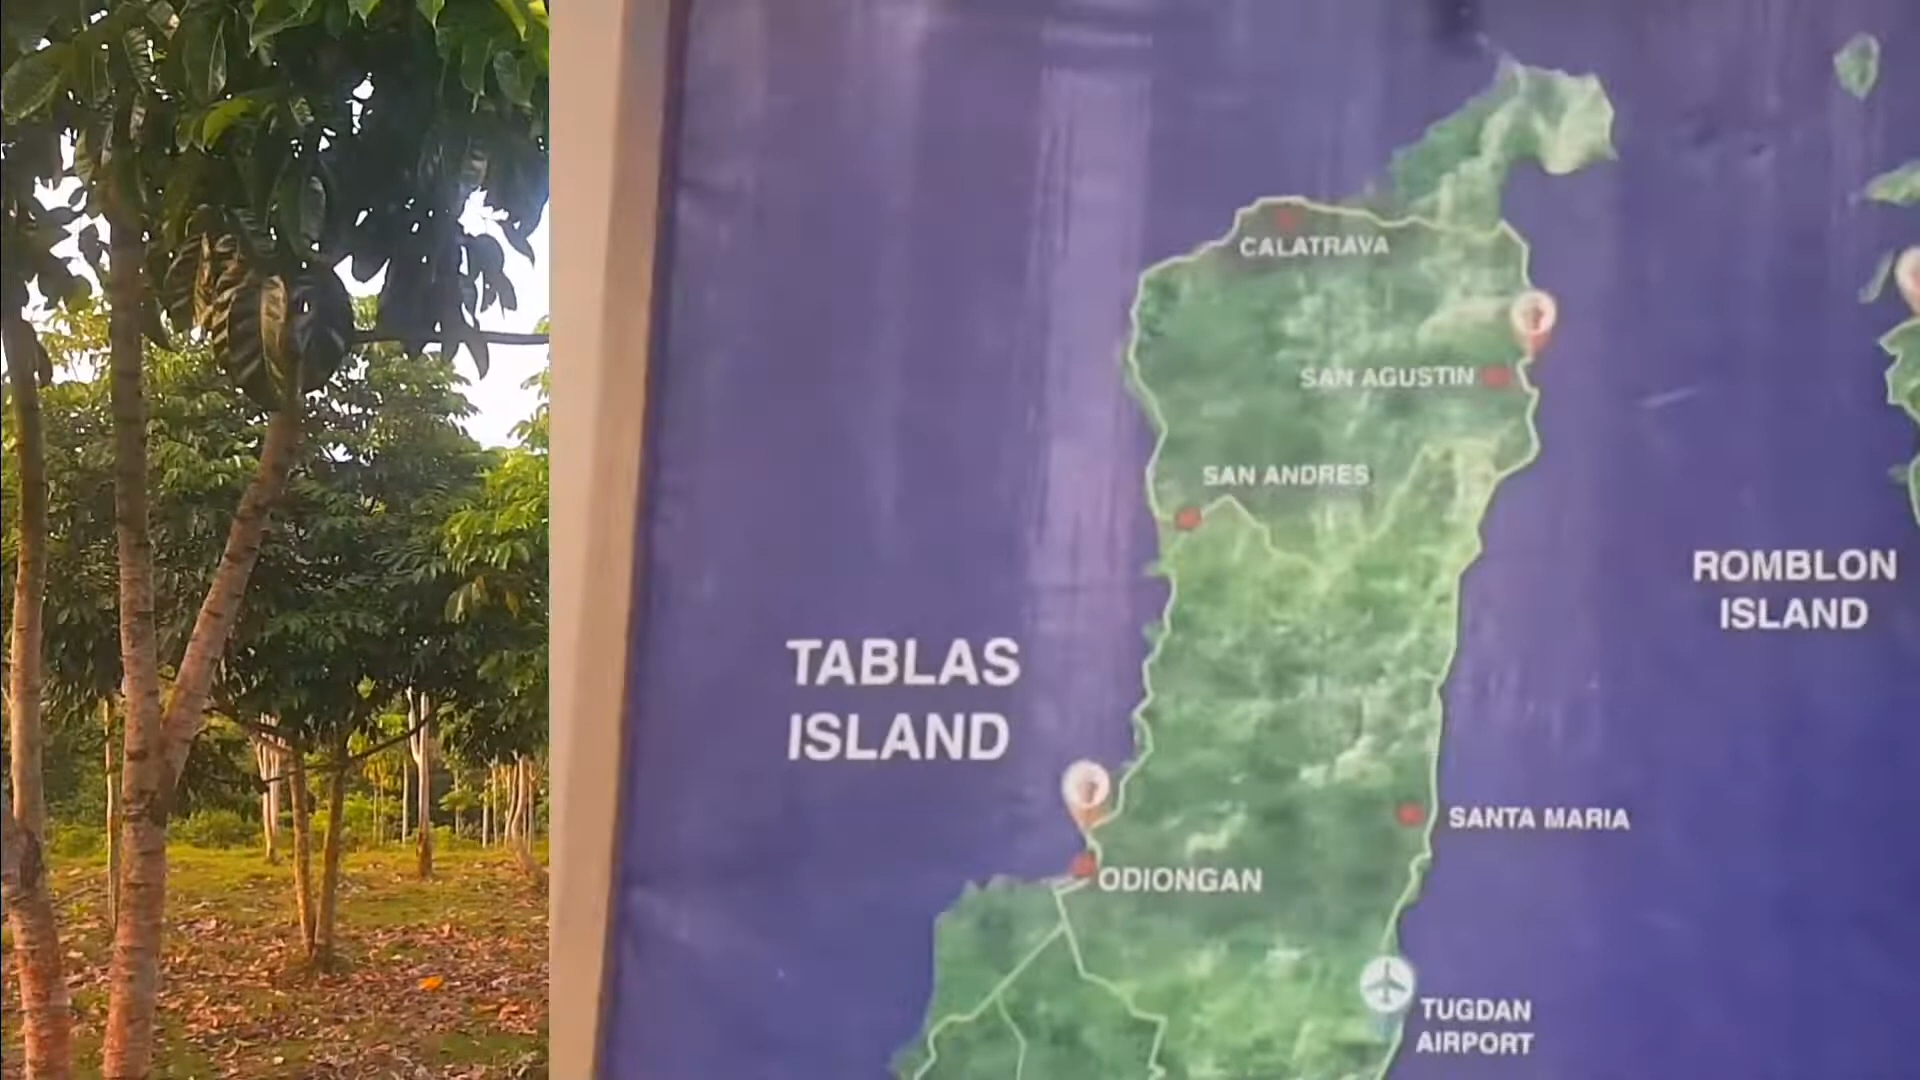 CALATRAVA
SAN AGUSTIN
SAN ANDRES
ROMBLON
ISLAND
TABLAS
ISLAND
SANTA MARIA
ODIONGAN
TUGDAN
AIRPORT